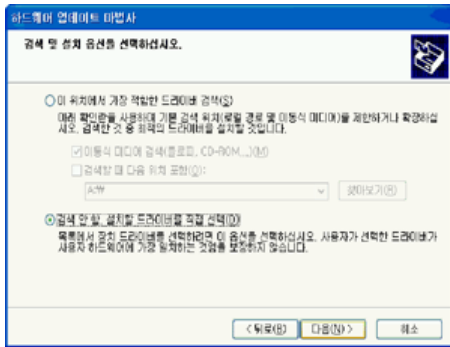 하드웨어 업데이트 마법사
검색 및 설치 옵션을 선택하십시오.
이 위치에서 가장 적합한 드라이버 검색(S)
아래 확인란을 사용하여 기본 검색 위치(로컬 경로 및 이동식 미디어)를 제한하거나 확장하십
시오. 검색한 것 중 최적의 드라이버를 설치할 것입니다.
이동식 미디어 검색(플로피, CD-ROM...)(M)
검색할 때 다음 위치 포함(O):
A:₩
찾아보기(R)
검색 안 함. 설치할 드라이버를 직접 선택(D)
목록에서 장치 드라이버를 선택하려면 이 옵션을 선택하십시오. 사용자가 선택한 드라이버가
사용자 하드웨어에 가장 일치하는 것임을 보장하지 않습니다.
< 뒤로(B) 다음(N) > 취소